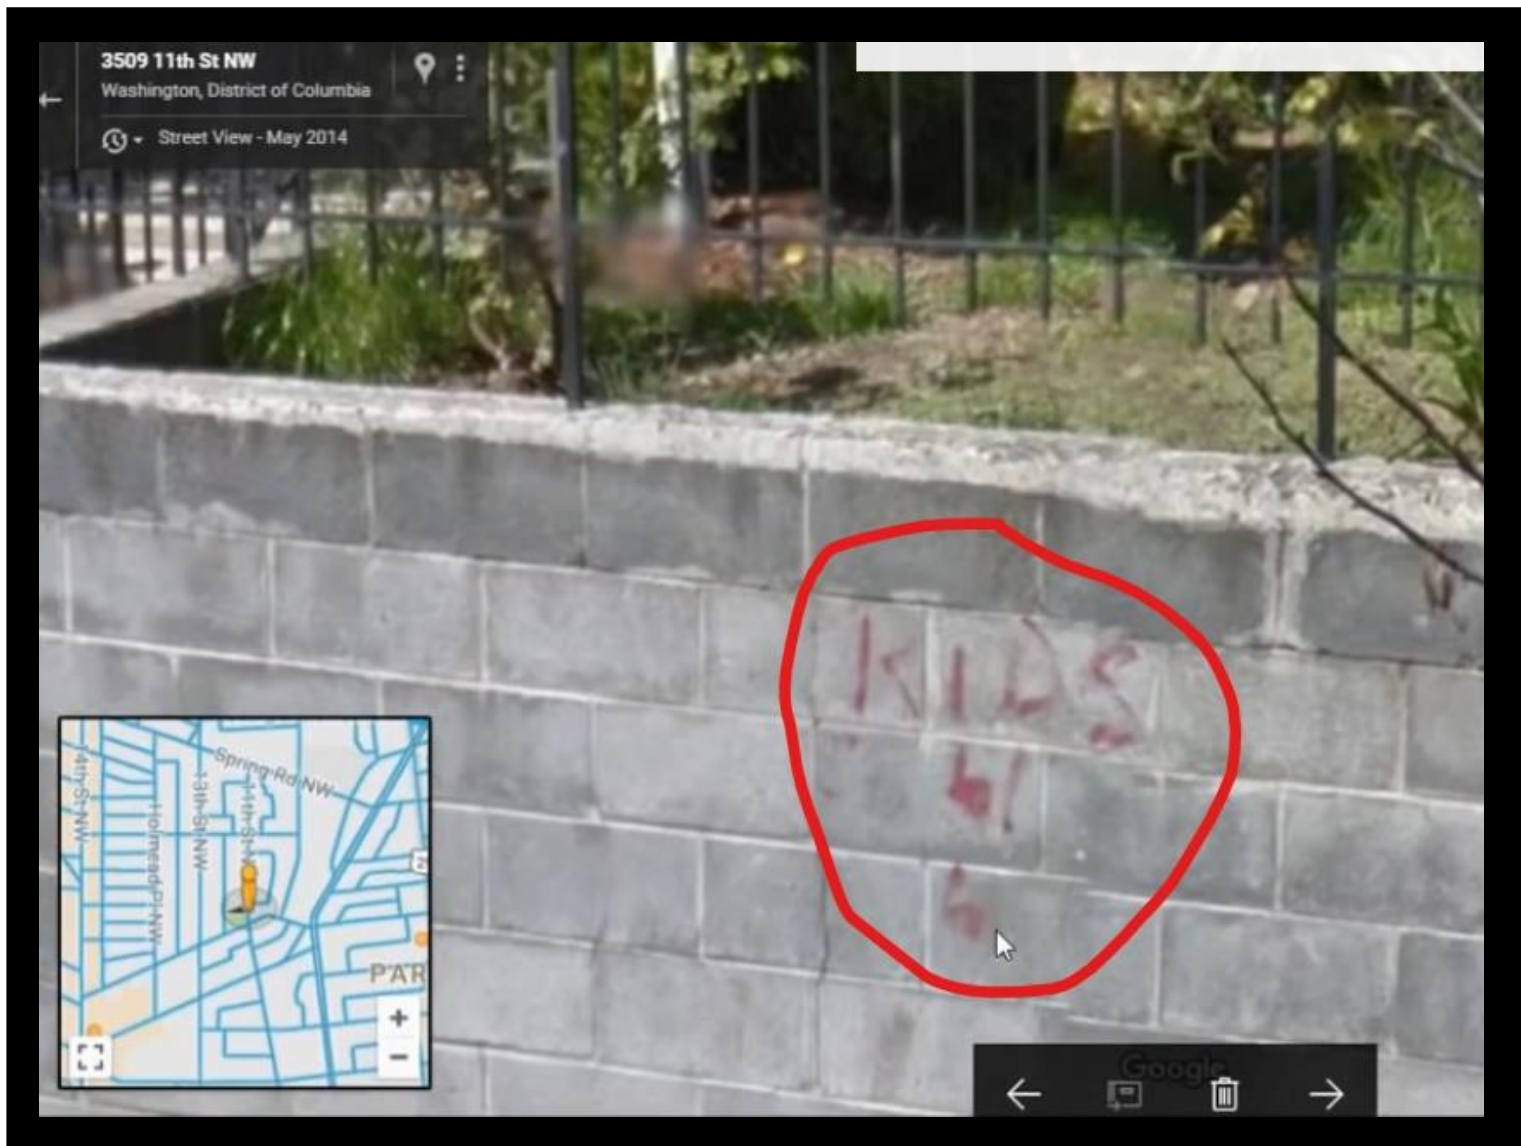 3509 11th St NW
Washington, District of Columbia
Street View - May 2014
KIDS
14th St NW
Spring Rd NW
13th St NW
Holmead Pl NW
PAR
Google